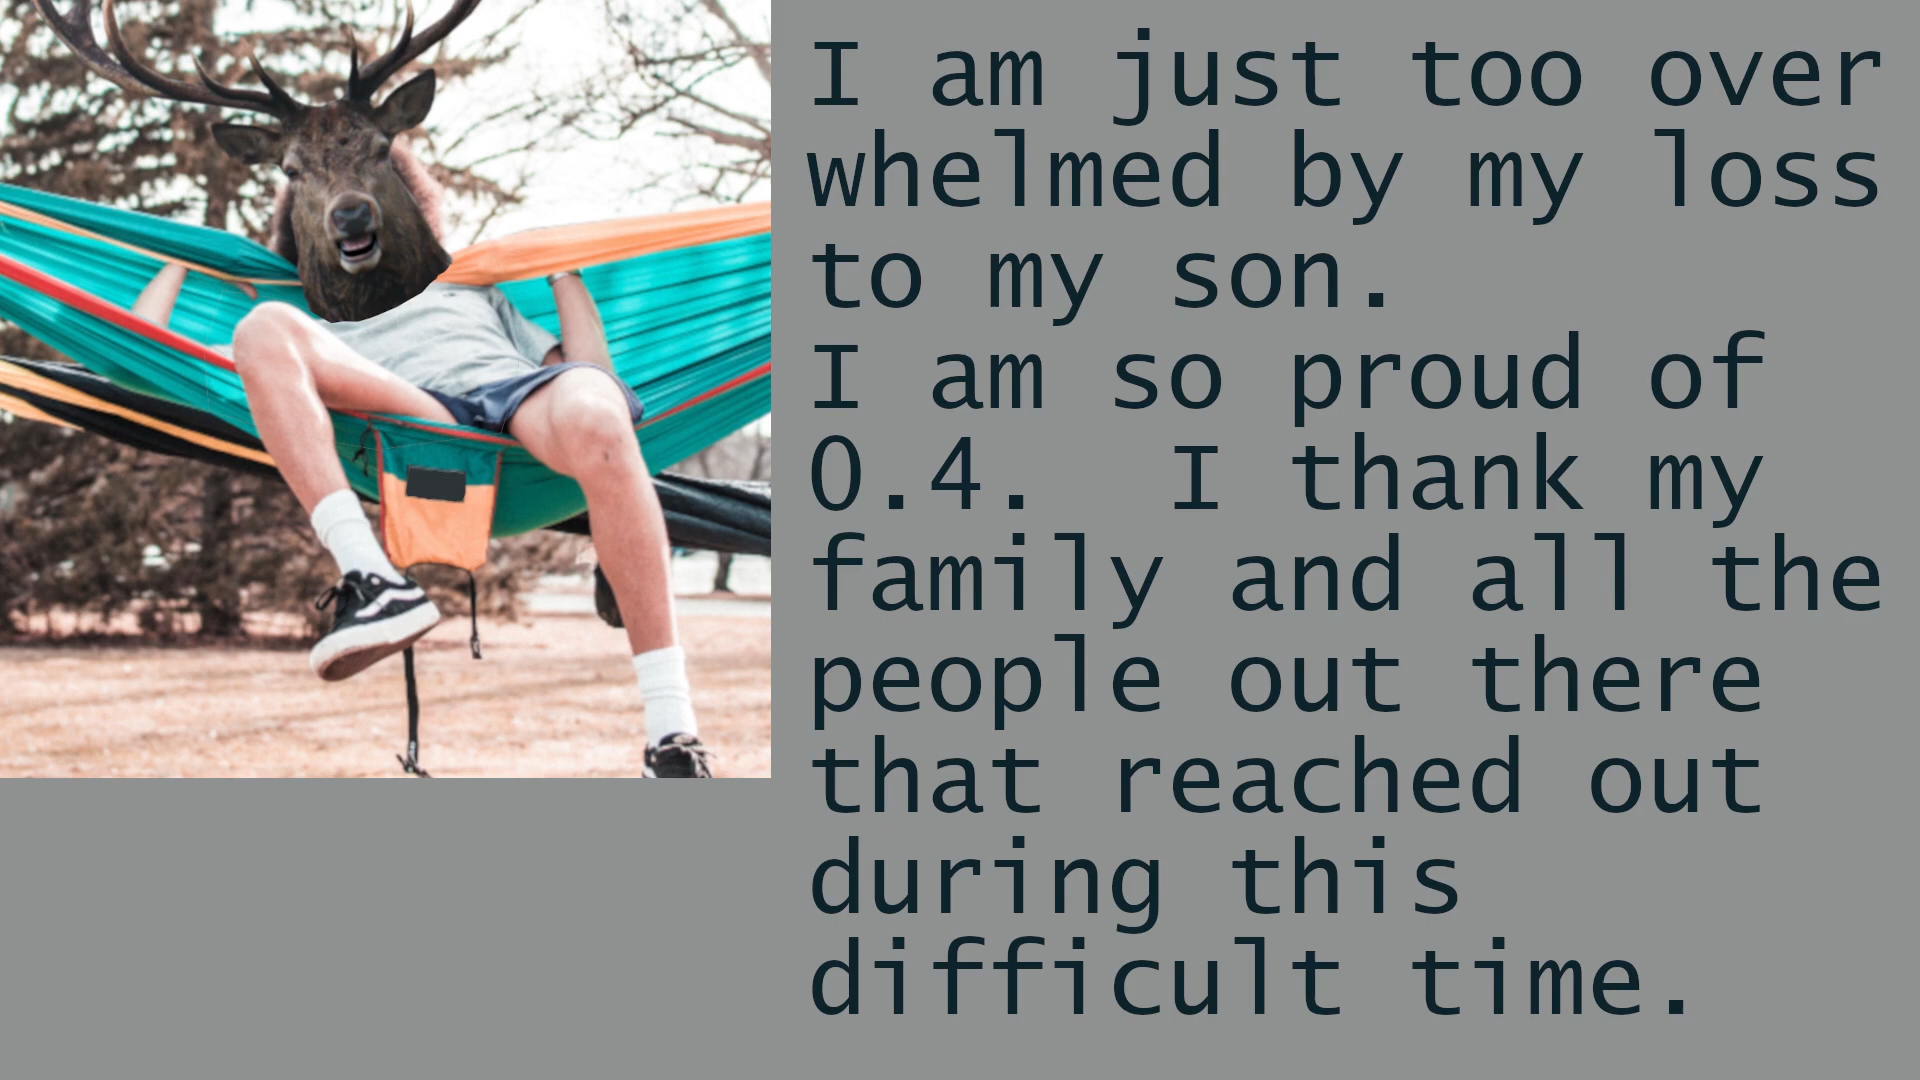 I am just too over
whelmed by my loss
to my son.
I am so proud of
O.4.  I thank my
family and all the
people out there
that reached out
during this
difficult time.